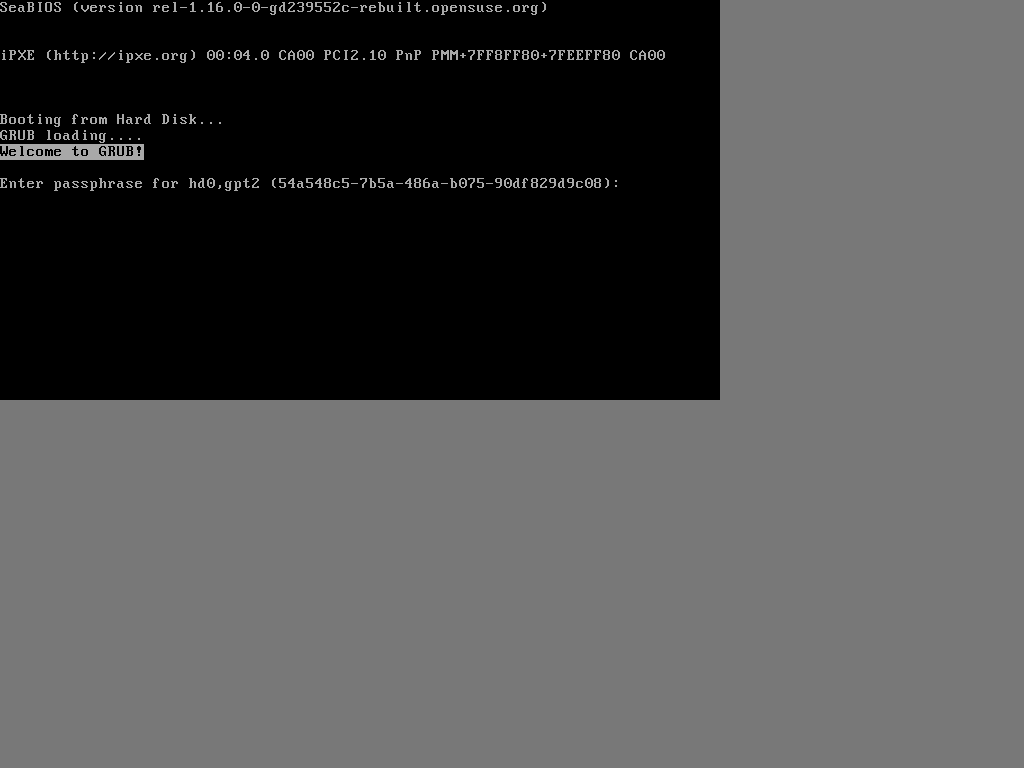 SeaBIOS (version rel-1.16.0-0-gd239552c-rebuilt.opensuse.org)
iPXE (http://ipxe.org) 00:04.0 CA00 PCI2.10 PnP PMM+7FF8FF80+7FEEFF80 CA00
Booting from Hard Disk...
GRUB loading....
Welcome to GRUB!
Enter passphrase for hd0,gpt2 (54a548c5-7b5a-486a-b075-90df829d9c08):